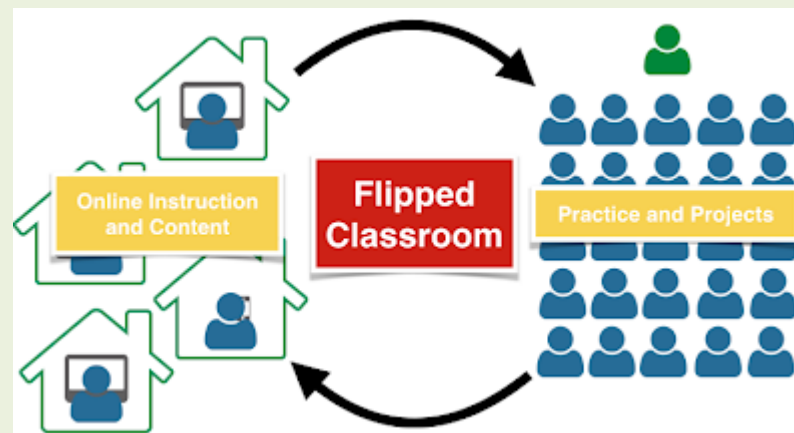 Online Instruction
and Content
Flipped
Classroom
Practice and Projects